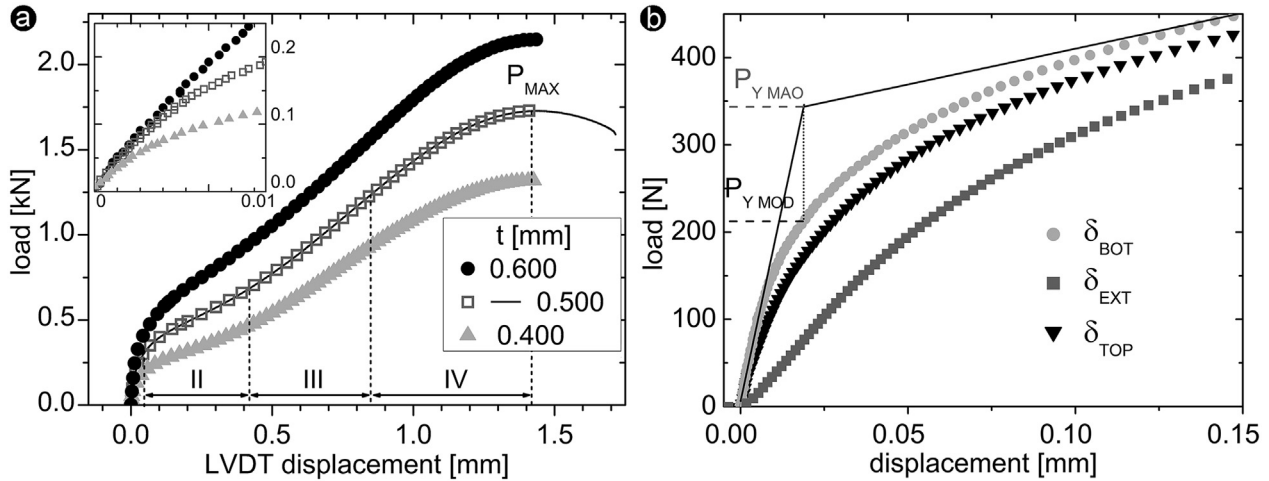 a
load [kN]
2.0
1.5
1.0
0.5
0.0
0.2
0.1
0.0
0
0.01
P MAX
t [mm]
0.600
0.500
0.400
II
III
IV
0.0
0.5
1.0
1.5
LVDT displacement [mm]
b
load [N]
400
300
200
100
0
P Y MAO
P Y MOD
δ BOT
δ EXT
δ TOP
0.00
0.05
0.10
0.15
displacement [mm]